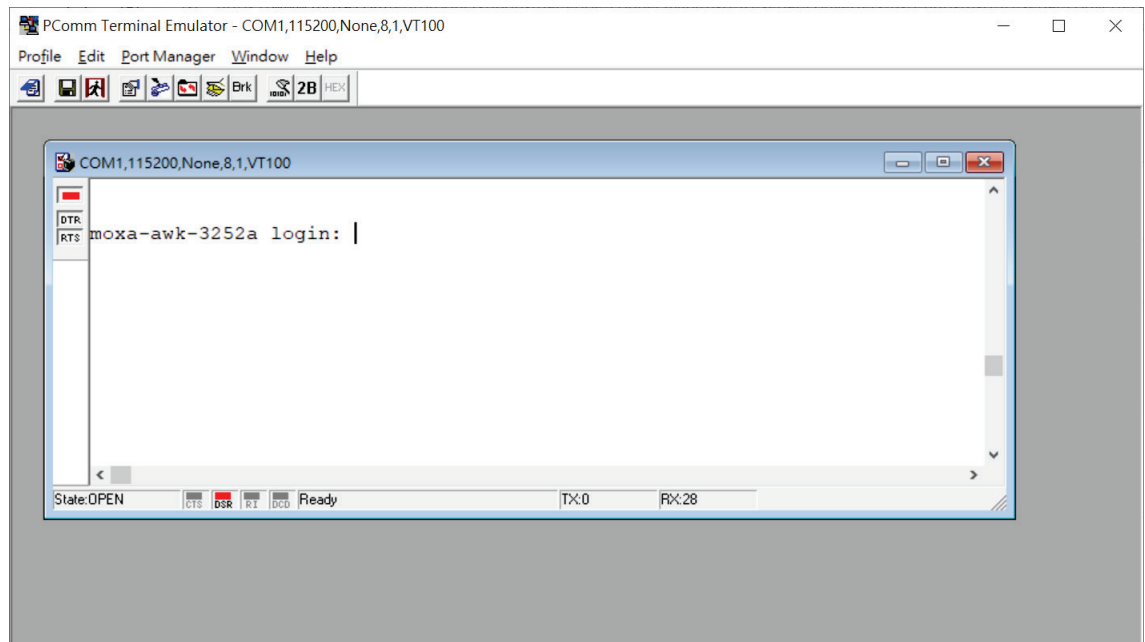 PComm Terminal Emulator - COM1,115200,None,8,1,VT100
Profile Edit Port Manager Window Help
Brk 2B HEX
COM1,115200,None,8,1,VT100
DTR
RTS
moxa-awk-3252a login:
State:OPEN CTS DSR RI DCD Ready TX:0 RX:28